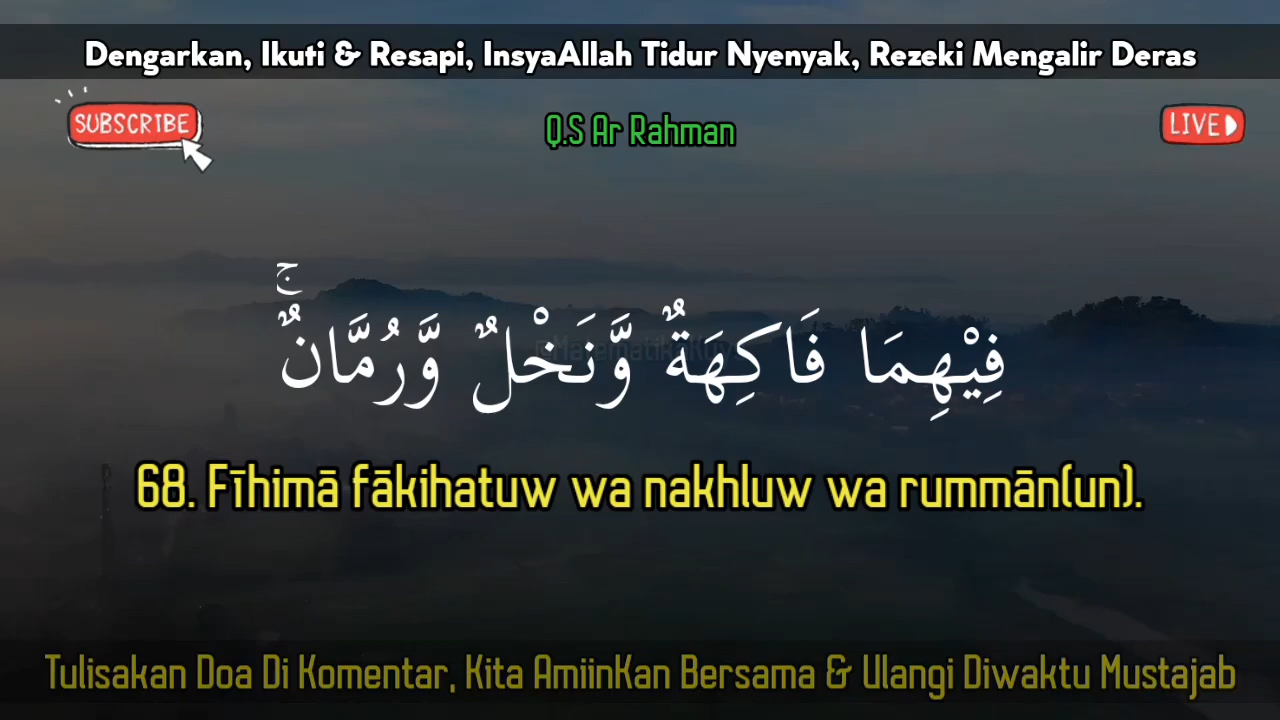 Dengarkan, Ikuti & Resapi, InsyaAllah Tidur Nyenyak, Rezeki Mengalir Deras
SUBSCRIBE
Q.S Ar Rahman
LIVE
فِيْهِمَا فَاكِهَةٌ وَّنَخْلٌ وَّرُمَّانٌۚ
68. Fīhimā fākihatuw wa nakhluw wa rummān(un).
Tulisakan Doa Di Komentar, Kita AmiinKan Bersama & Ulangi Diwaktu Mustajab